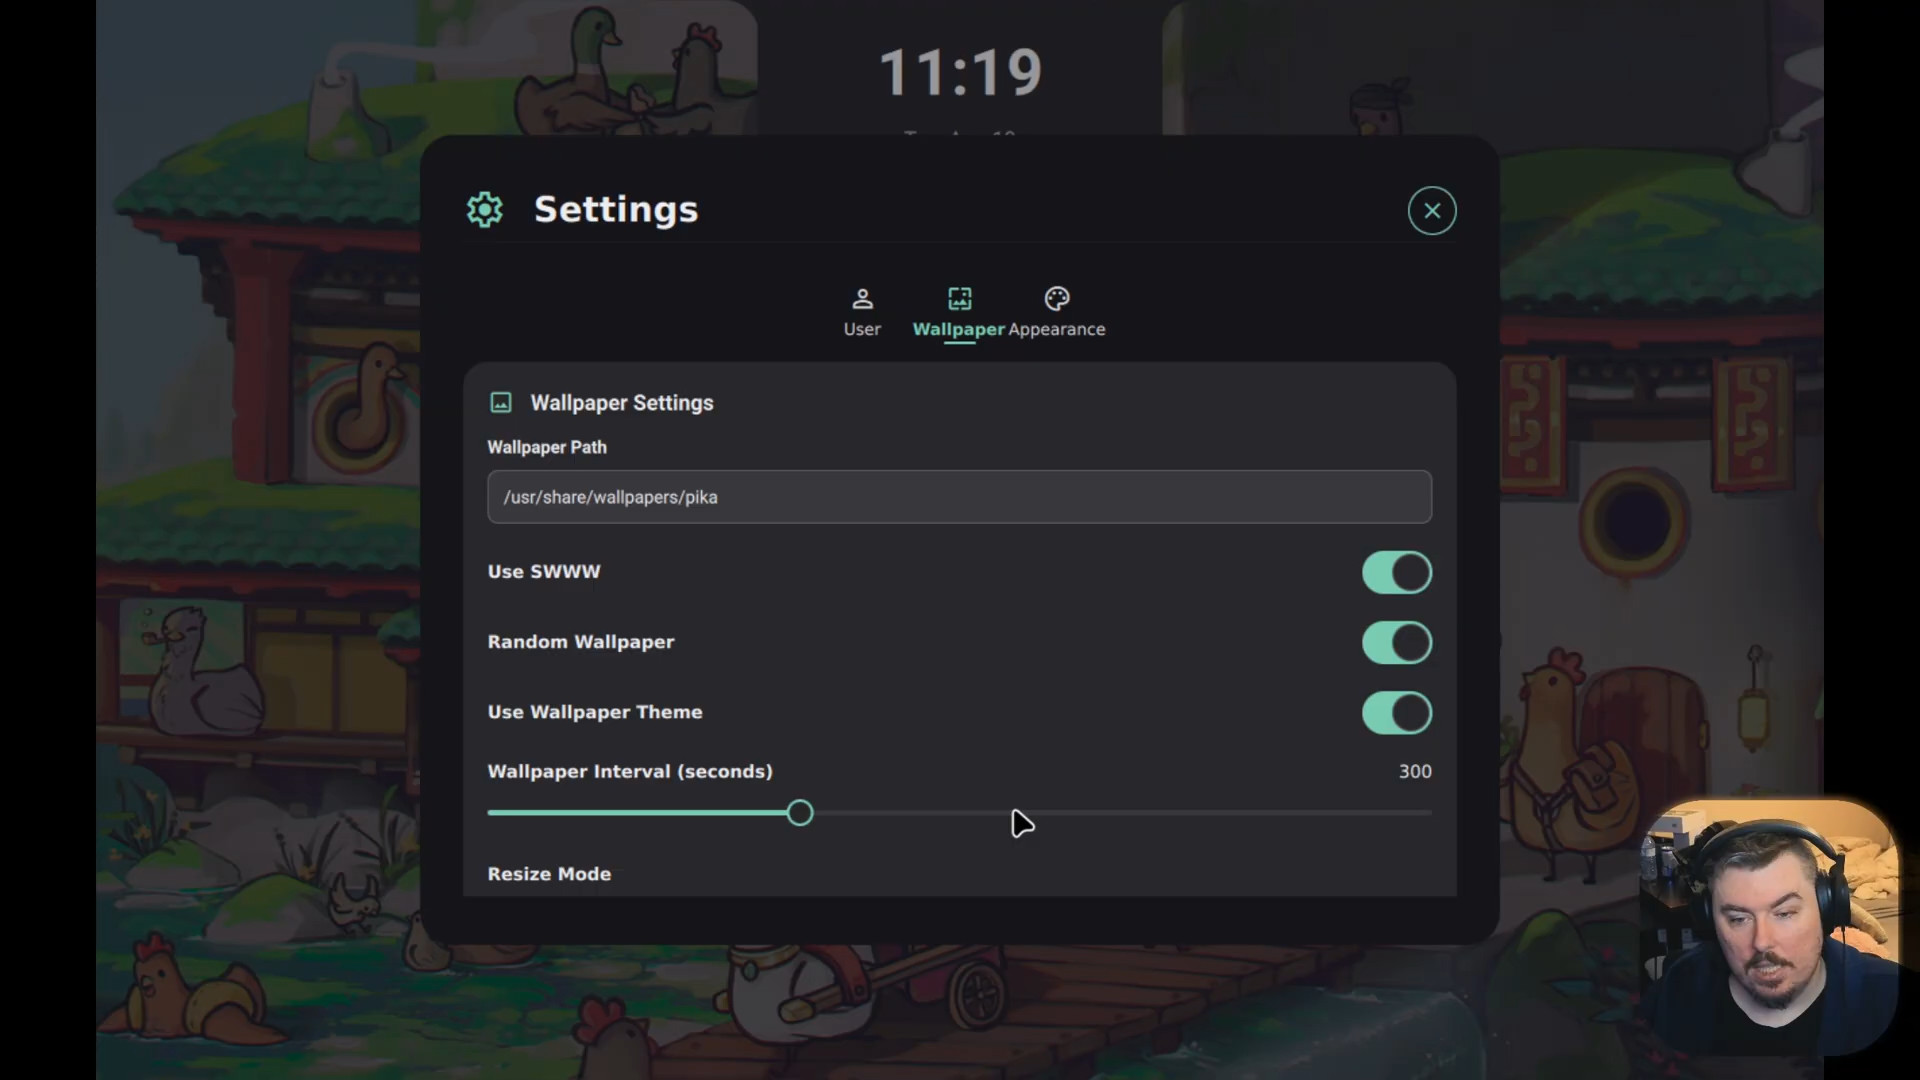 11:19
Settings
User
Wallpaper
Appearance
Wallpaper Settings
Wallpaper Path
/usr/share/wallpapers/pika
Use SWWW
Random Wallpaper
Use Wallpaper Theme
Wallpaper Interval (seconds)
300
Resize Mode